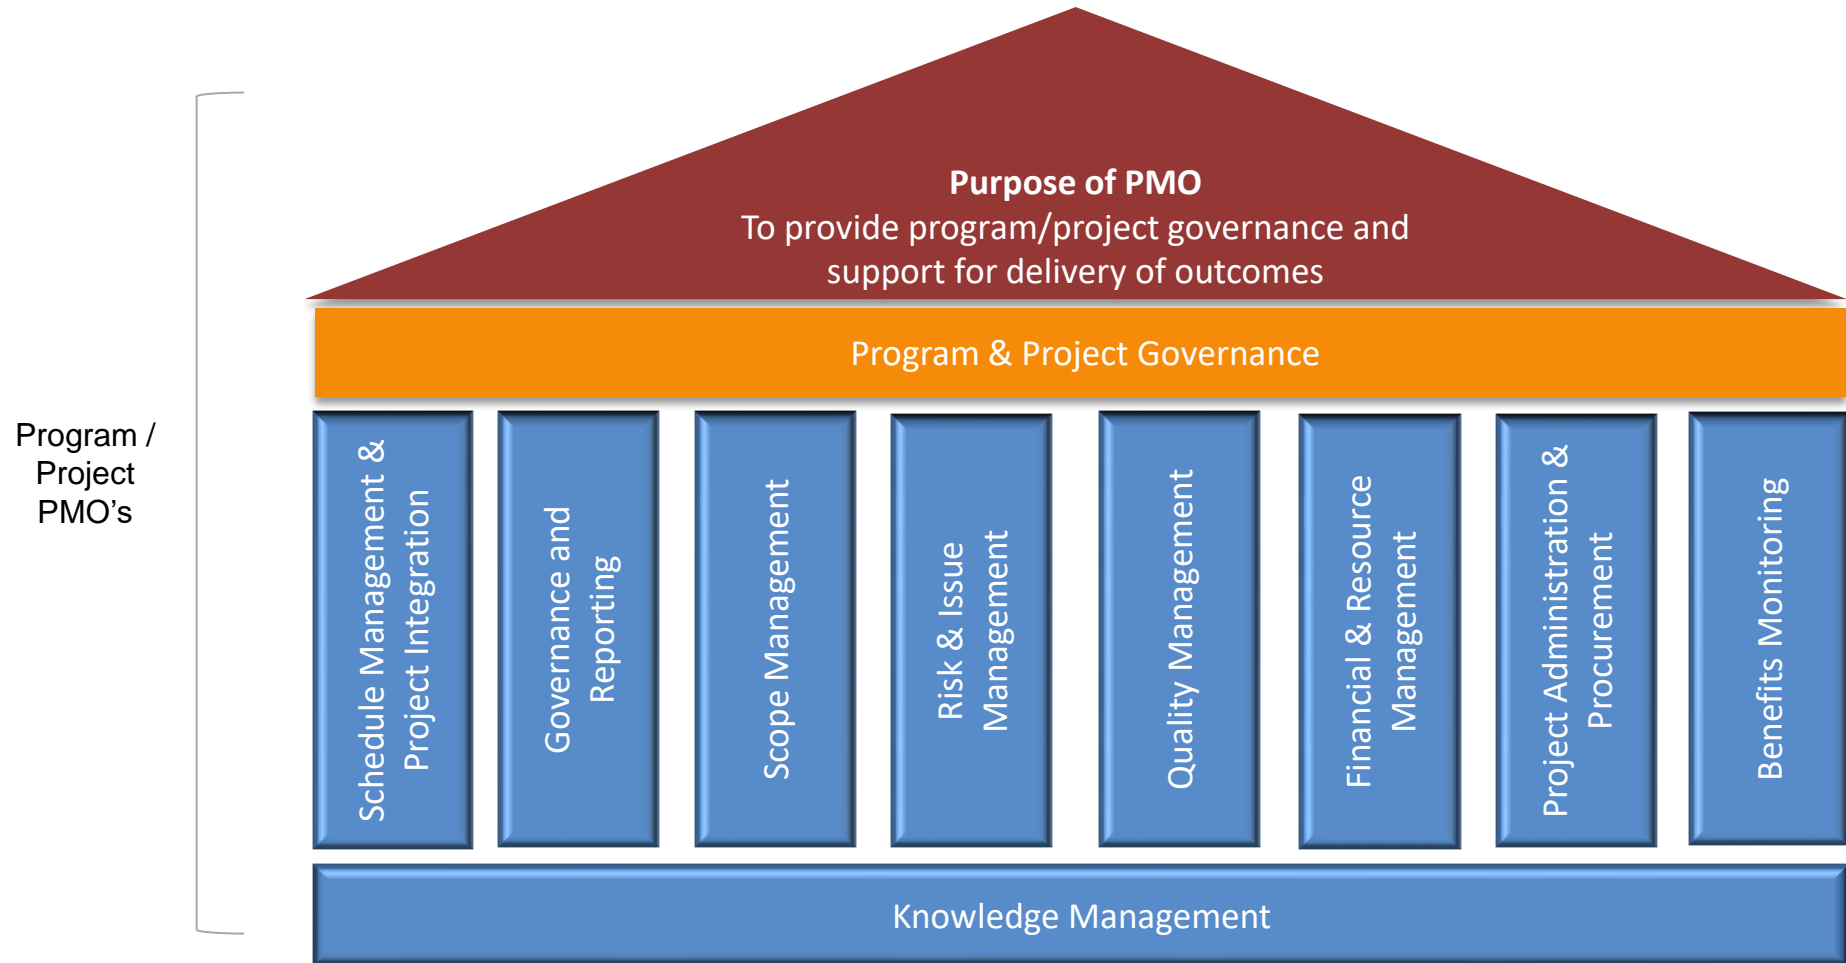 Purpose of PMO
To provide program/project governance and
support for delivery of outcomes
Program & Project Governance
Program /
Project
PMO’s
Schedule Management &
Project Integration
Governance and
Reporting
Scope Management
Risk & Issue
Management
Quality Management
Financial & Resource
Management
Project Administration &
Procurement
Benefits Monitoring
Knowledge Management